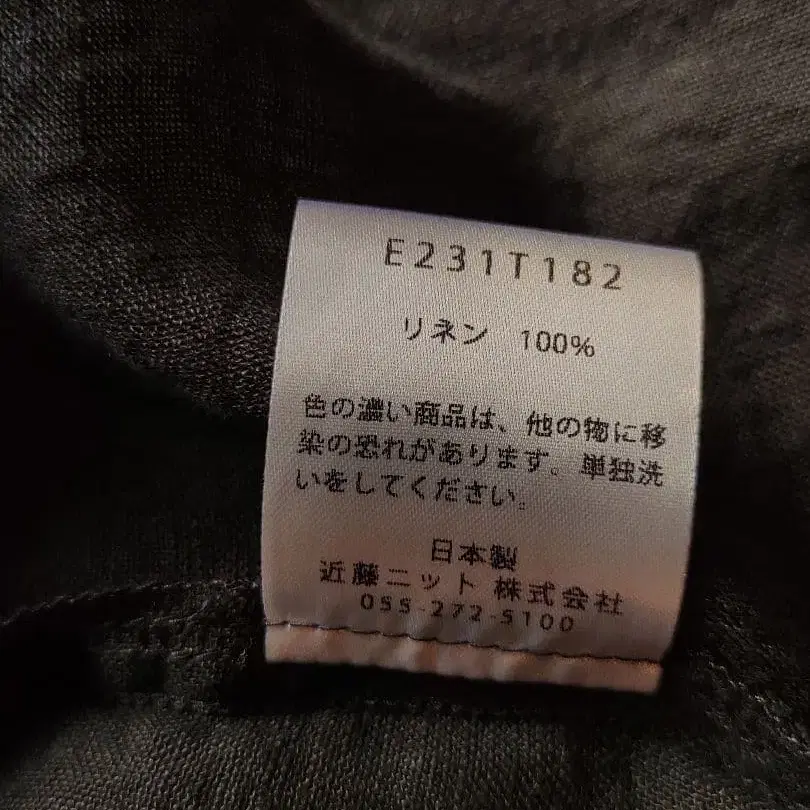 E231T182
リネン 100%
色の濃い商品は、他の物に移
染の恐れがあります。単独洗
いをしてください。
日本製
近藤ニット 株式会社
055-272-5100